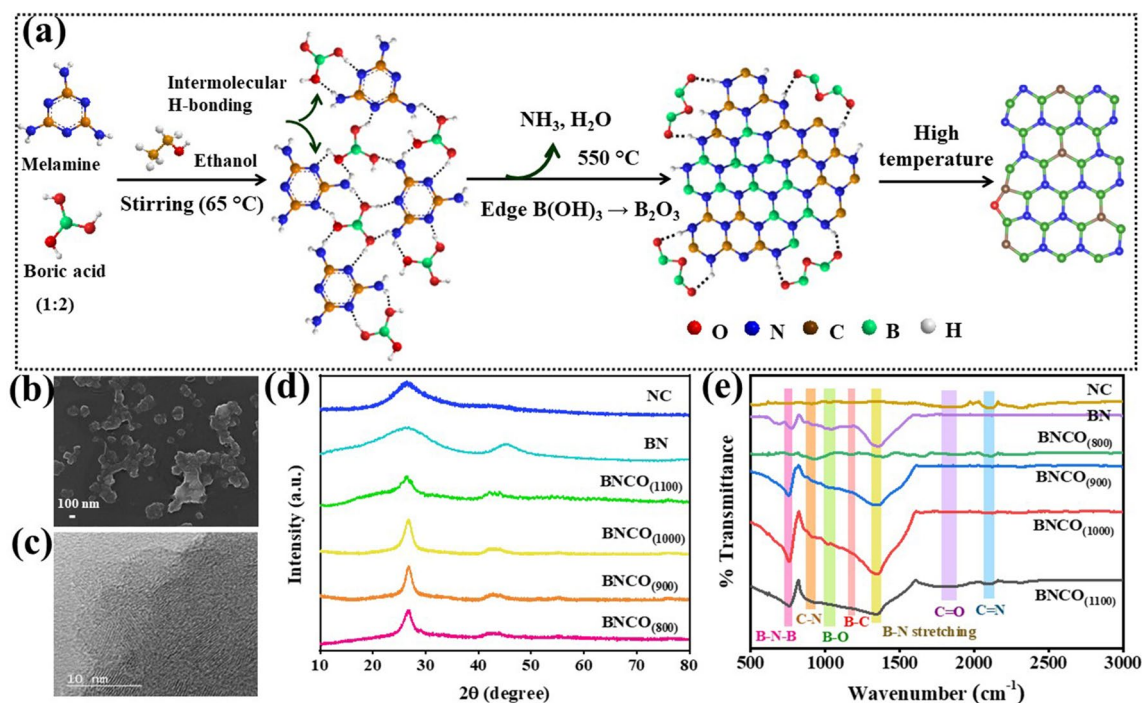 (a)
Melamine
Boric acid
(1:2)
Ethanol
Stirring (65 °C)
Intermolecular
H-bonding
NH₃, H₂O
550 °C
Edge B(OH)₃ → B₂O₃
High
temperature
O N C B H
(b)
100 nm
(c)
10 nm
(d)
NC
BN
BNCO(1100)
BNCO(1000)
BNCO(900)
BNCO(800)
Intensity (a.u.)
10 20 30 40 50 60 70 80
2θ (degree)
(e)
NC
BN
BNCO(800)
BNCO(900)
BNCO(1000)
BNCO(1100)
% Transmittance
B-N-B
C-N
B-O
B-C
B-N stretching
C=O
C=N
500 1000 1500 2000 2500 3000
Wavenumber (cm⁻¹)